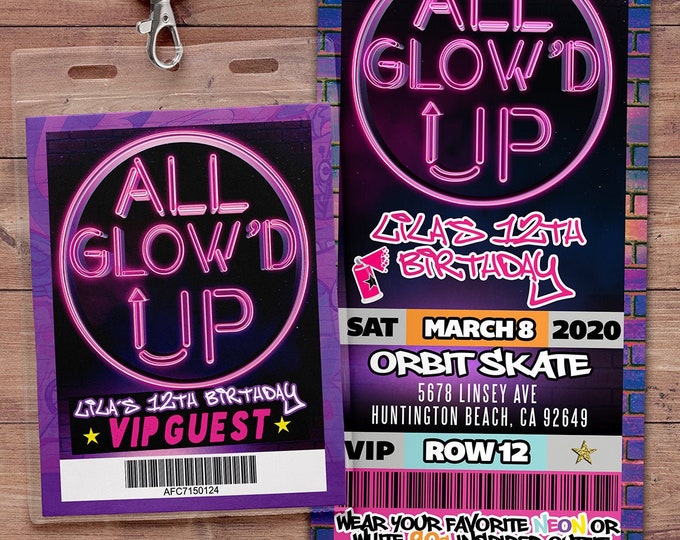 ALL
GLOW'D
UP
LILA'S 12TH BIRTHDAY
VIP GUEST
AFC7150124
ALL
GLOW'D
UP
LILA'S 12TH
BIRTHDAY
SAT MARCH 8 2020
ORBIT SKATE
5678 LINSEY AVE
HUNTINGTON BEACH, CA 92649
VIP ROW 12
WEAR YOUR FAVORITE NEON OR